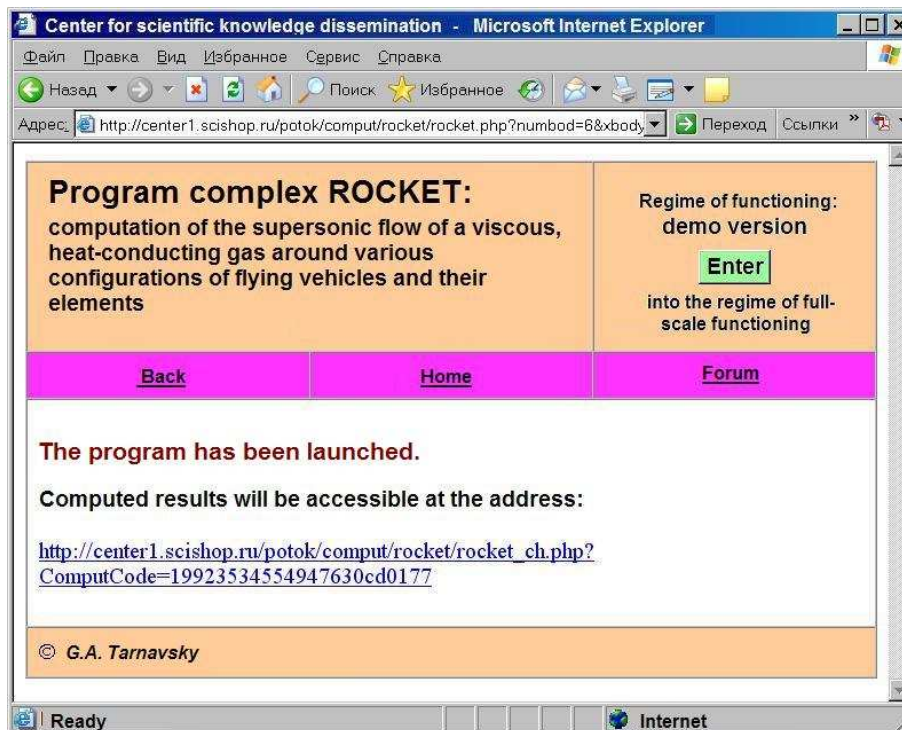 Center for scientific knowledge dissemination - Microsoft Internet Explorer
Файл Правка Вид Избранное Сервис Справка
Назад Поиск Избранное
Адрес: http://center1.scishop.ru/potok/comput/rocket/rocket.php?numbod=6&xbody Переход Ссылки »
Program complex ROCKET:
computation of the supersonic flow of a viscous,
heat-conducting gas around various
configurations of flying vehicles and their
elements
Regime of functioning:
demo version
Enter
into the regime of full-
scale functioning
Back Home Forum
The program has been launched.
Computed results will be accessible at the address:
http://center1.scishop.ru/potok/comput/rocket/rocket_ch.php?
ComputCode=19923534554947630cd0177
© G.A. Tarnavsky
Ready Internet